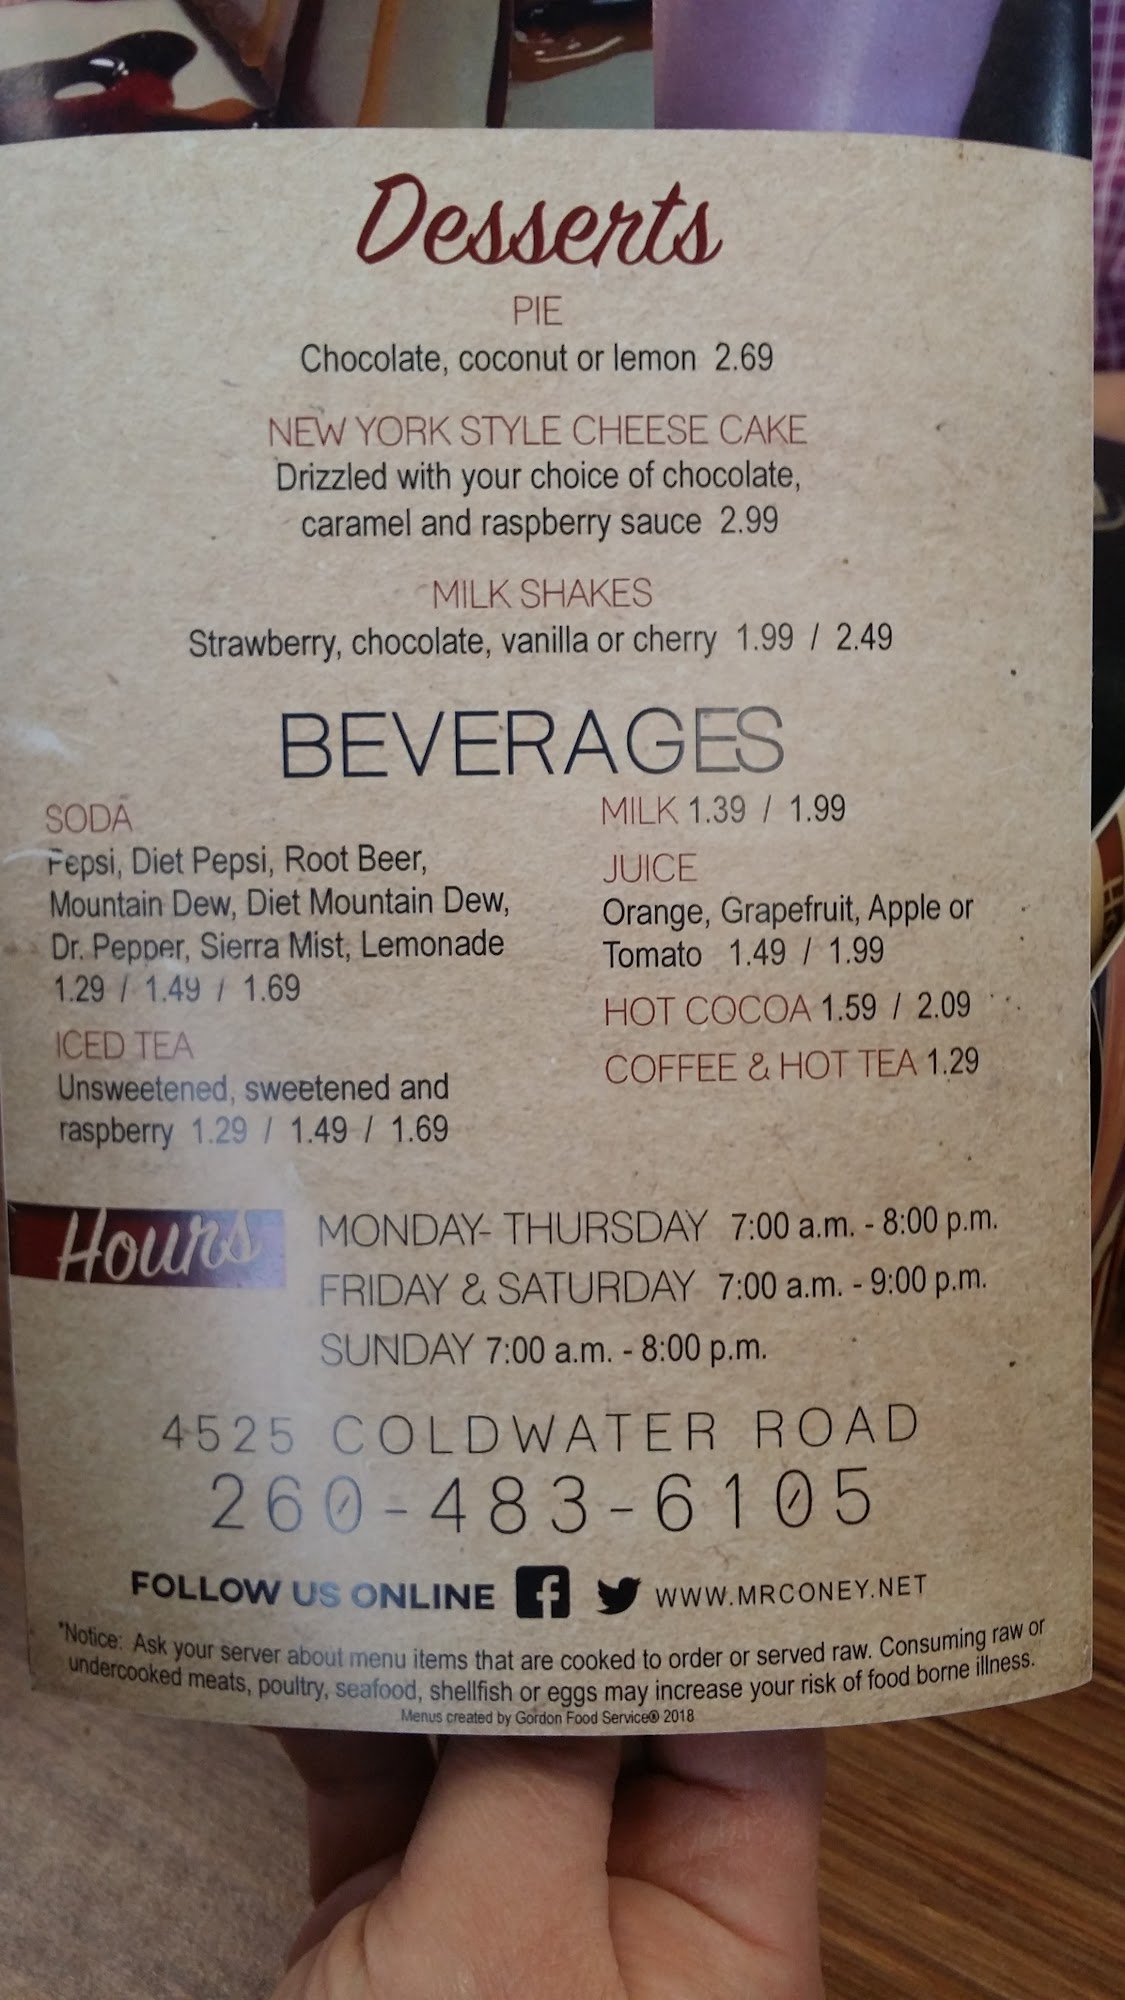 Desserts
PIE
Chocolate, coconut or lemon 2.69
NEW YORK STYLE CHEESE CAKE
Drizzled with your choice of chocolate,
caramel and raspberry sauce 2.99
MILK SHAKES
Strawberry, chocolate, vanilla or cherry 1.99 / 2.49
BEVERAGES
SODA
Pepsi, Diet Pepsi, Root Beer,
Mountain Dew, Diet Mountain Dew,
Dr. Pepper, Sierra Mist, Lemonade
1.29 / 1.49 / 1.69
ICED TEA
Unsweetened, sweetened and
raspberry 1.29 / 1.49 / 1.69
MILK 1.39 / 1.99
JUICE
Orange, Grapefruit, Apple or
Tomato 1.49 / 1.99
HOT COCOA 1.59 / 2.09
COFFEE & HOT TEA 1.29
Hours
MONDAY- THURSDAY 7:00 a.m. - 8:00 p.m.
FRIDAY & SATURDAY 7:00 a.m. - 9:00 p.m.
SUNDAY 7:00 a.m. - 8:00 p.m.
4525 COLDWATER ROAD
260-483-6105
FOLLOW US ONLINE WWW.MRCONEY.NET
*Notice: Ask your server about menu items that are cooked to order or served raw. Consuming raw or
undercooked meats, poultry, seafood, shellfish or eggs may increase your risk of food borne illness.
Menus created by Gordon Food Service® 2018